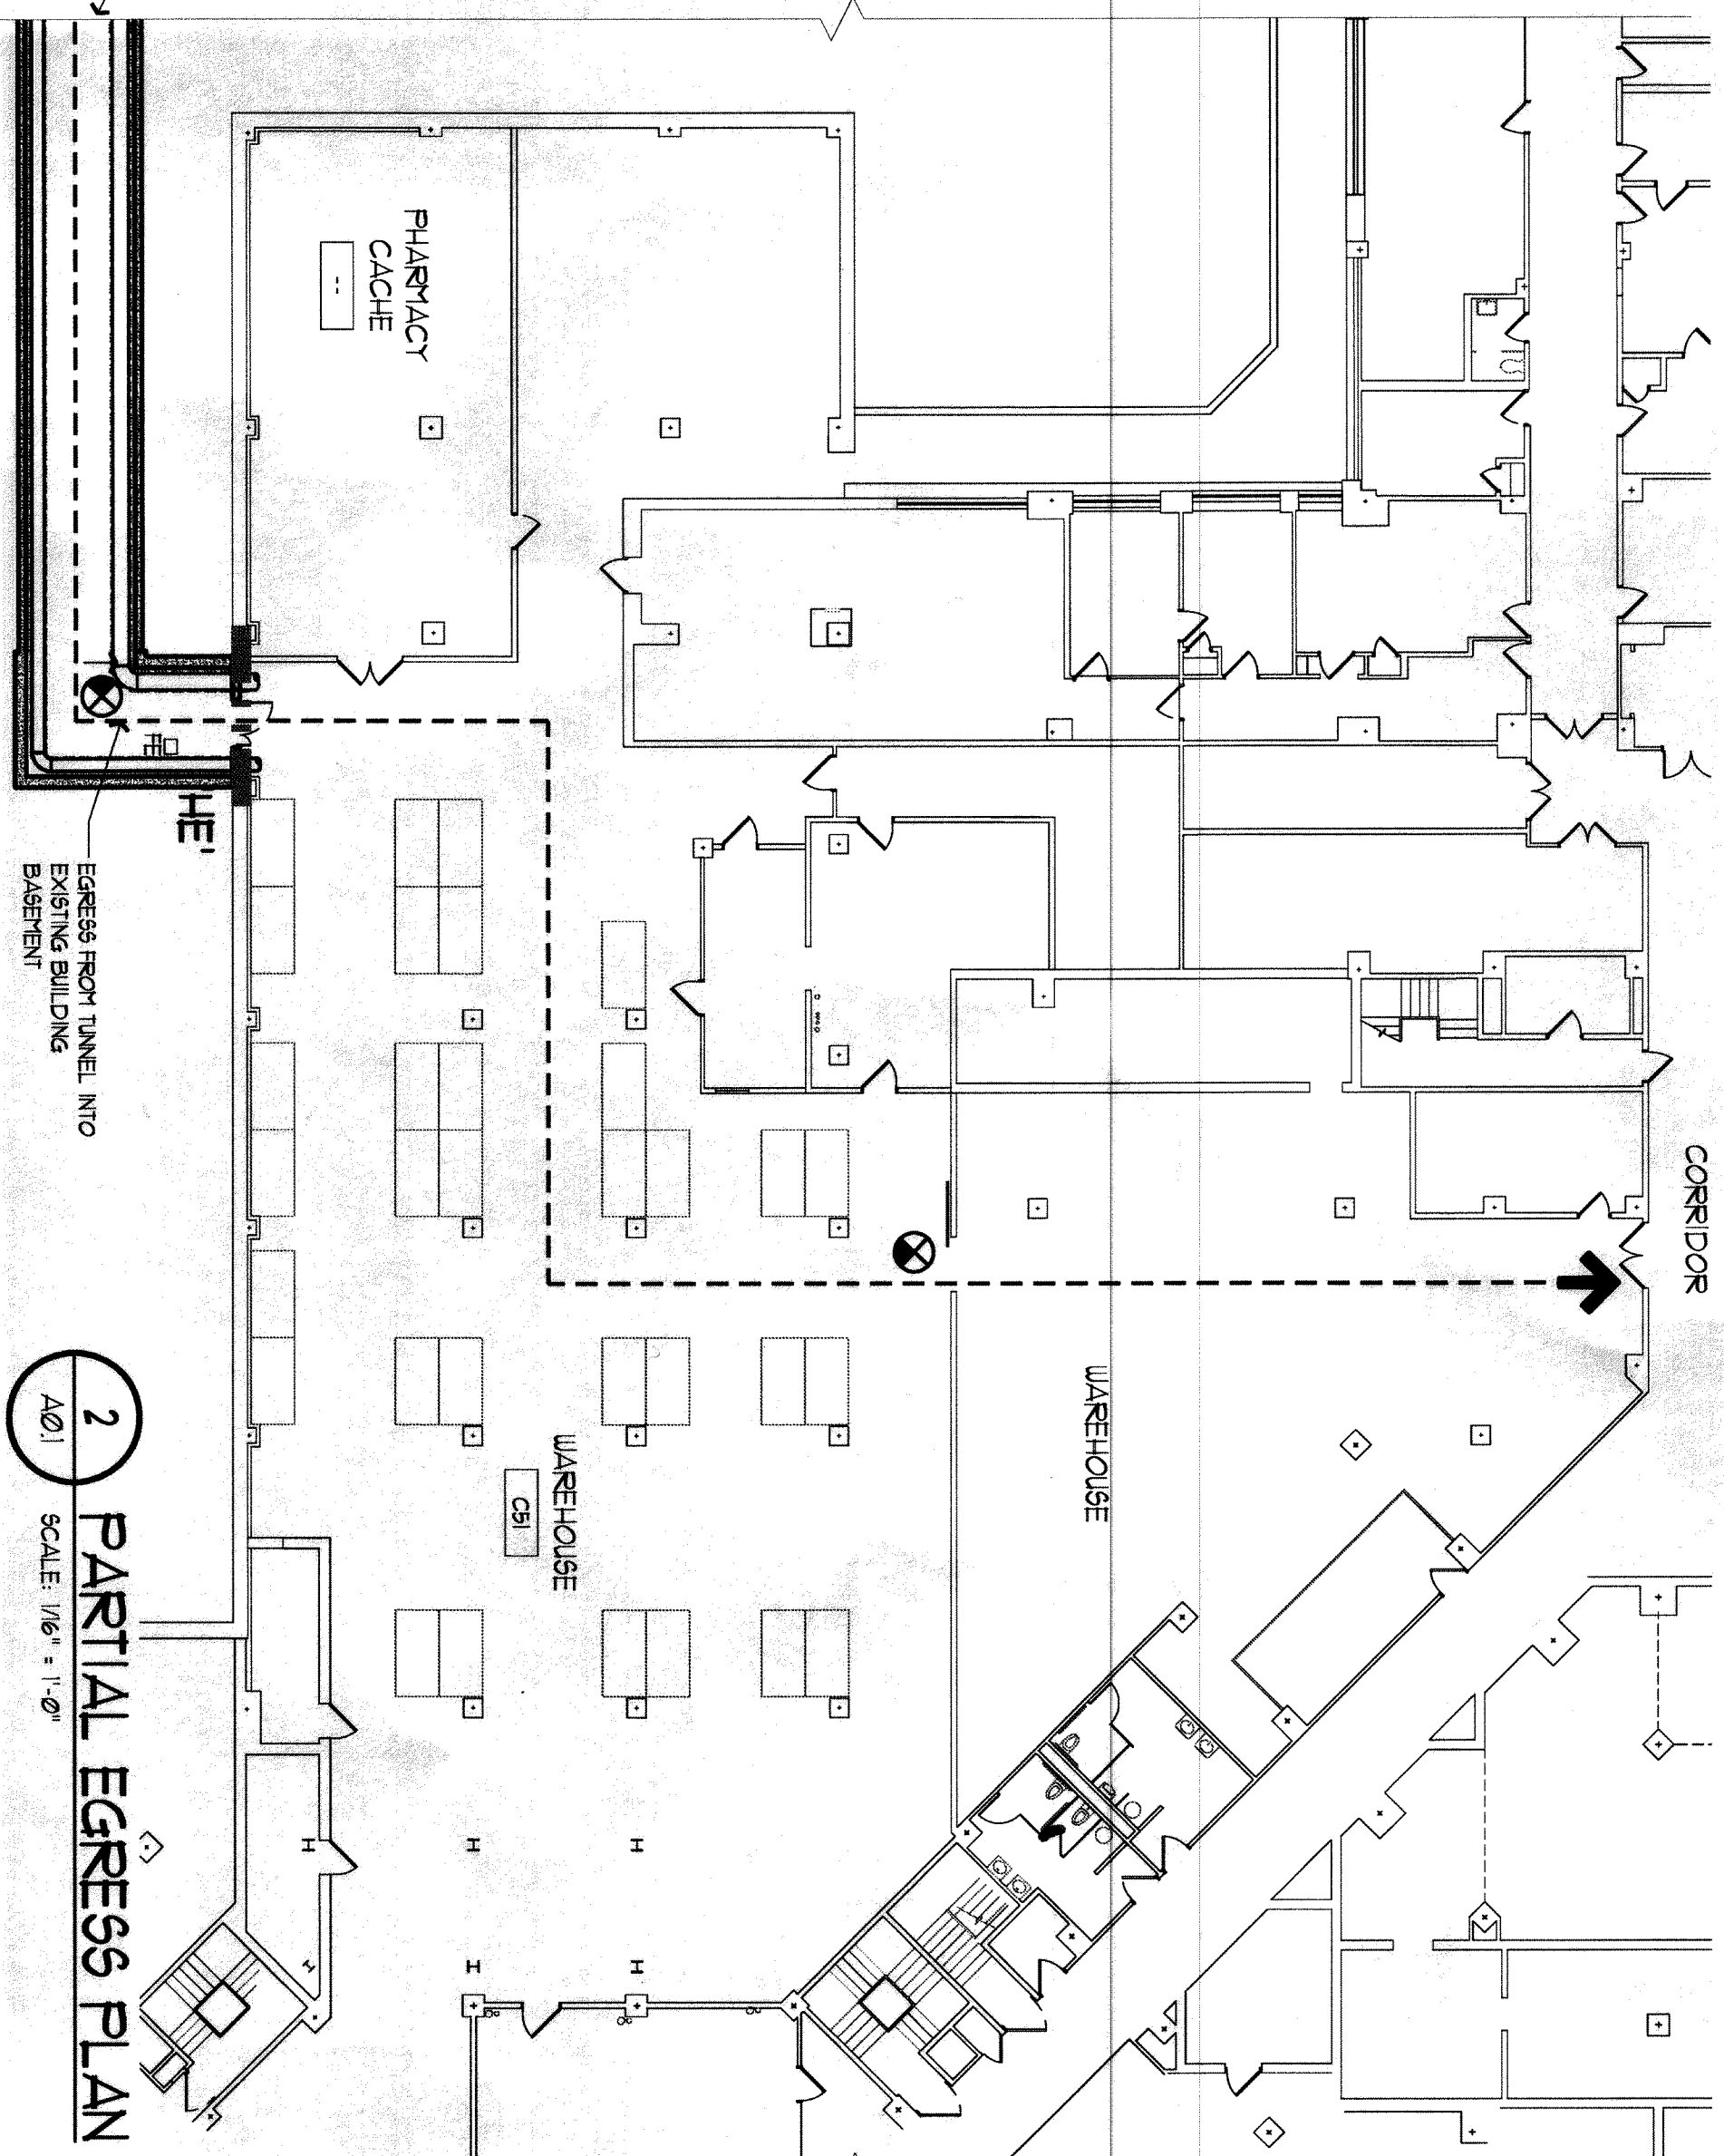 CORRIDOR
PHARMACY
CACHE
--
WAREHOUSE
WAREHOUSE
C51
HE'
EGRESS FROM TUNNEL INTO
EXISTING BUILDING
BASEMENT
2
A0.1
PARTIAL EGRESS PLAN
SCALE: 1/16" = 1'-0"